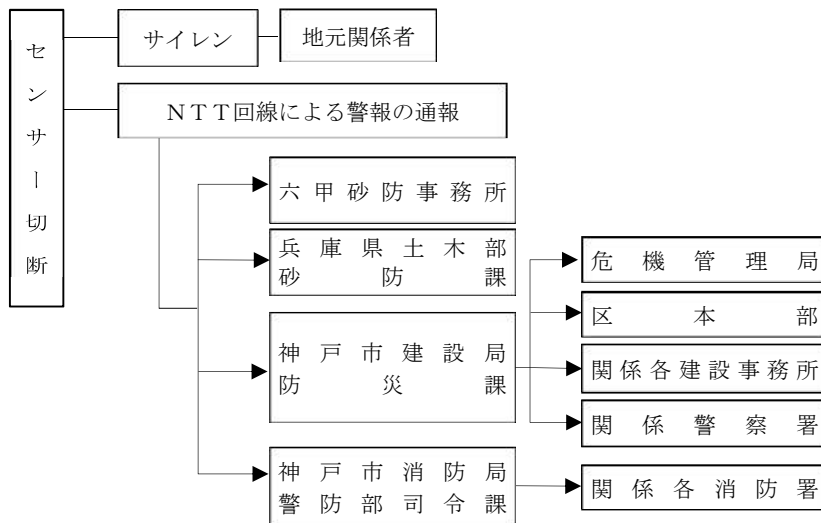 センサー切断
サイレン
地元関係者
NTT回線による警報の通報
六甲砂防事務所
兵庫県土木部
砂防課
神戸市建設局
防災課
神戸市消防局
警防部司令課
危機管理局
区本部
関係各建設事務所
関係警察署
関係各消防署